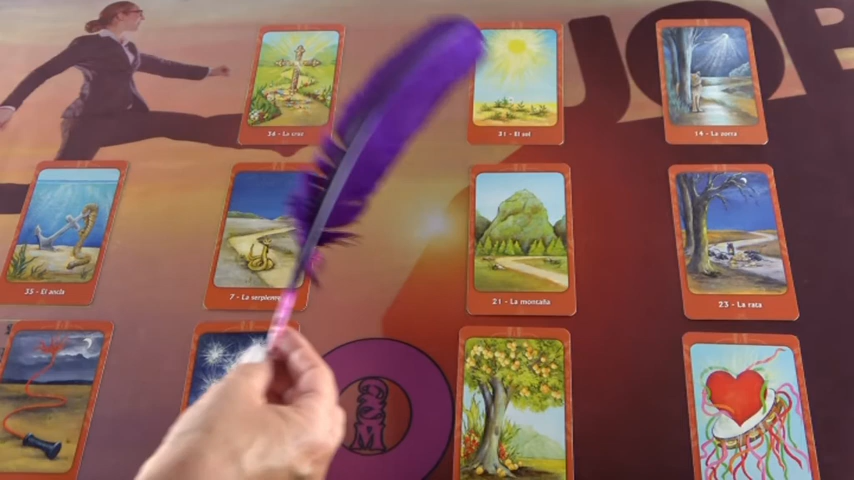 JOB
36 - La cruz
31 - El sol
14 - La zorra
35 - El ancla
7 - La serpiente
21 - La montaña
23 - La rata